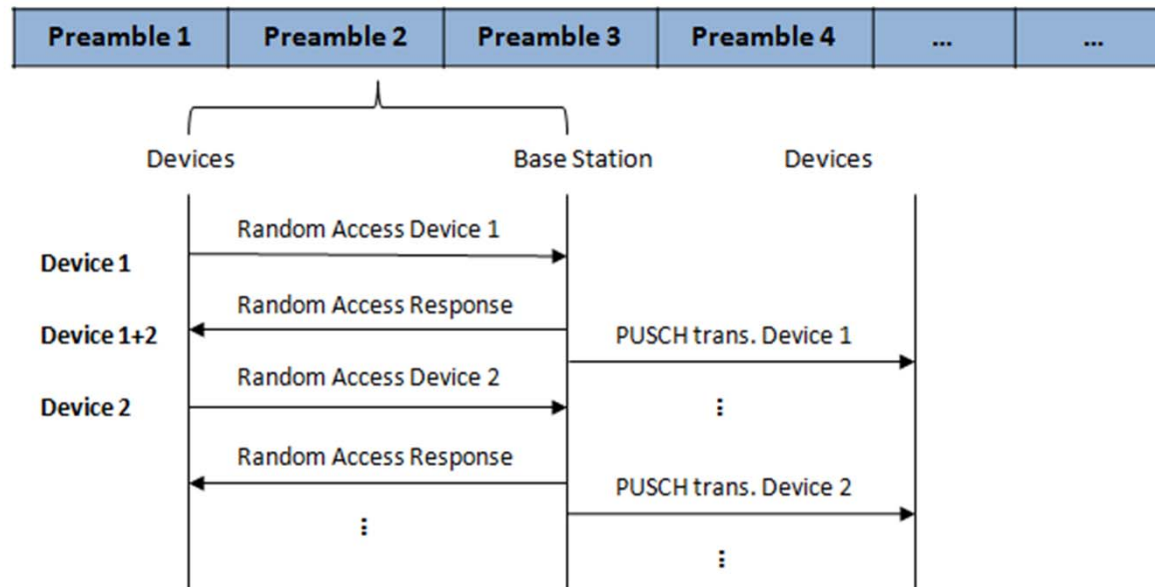 Preamble 1 Preamble 2 Preamble 3 Preamble 4 ... ...
Devices Base Station Devices
Random Access Device 1
Device 1
Random Access Response
Device 1+2 PUSCH trans. Device 1
Random Access Device 2
Device 2 ...
Random Access Response
PUSCH trans. Device 2
...
...